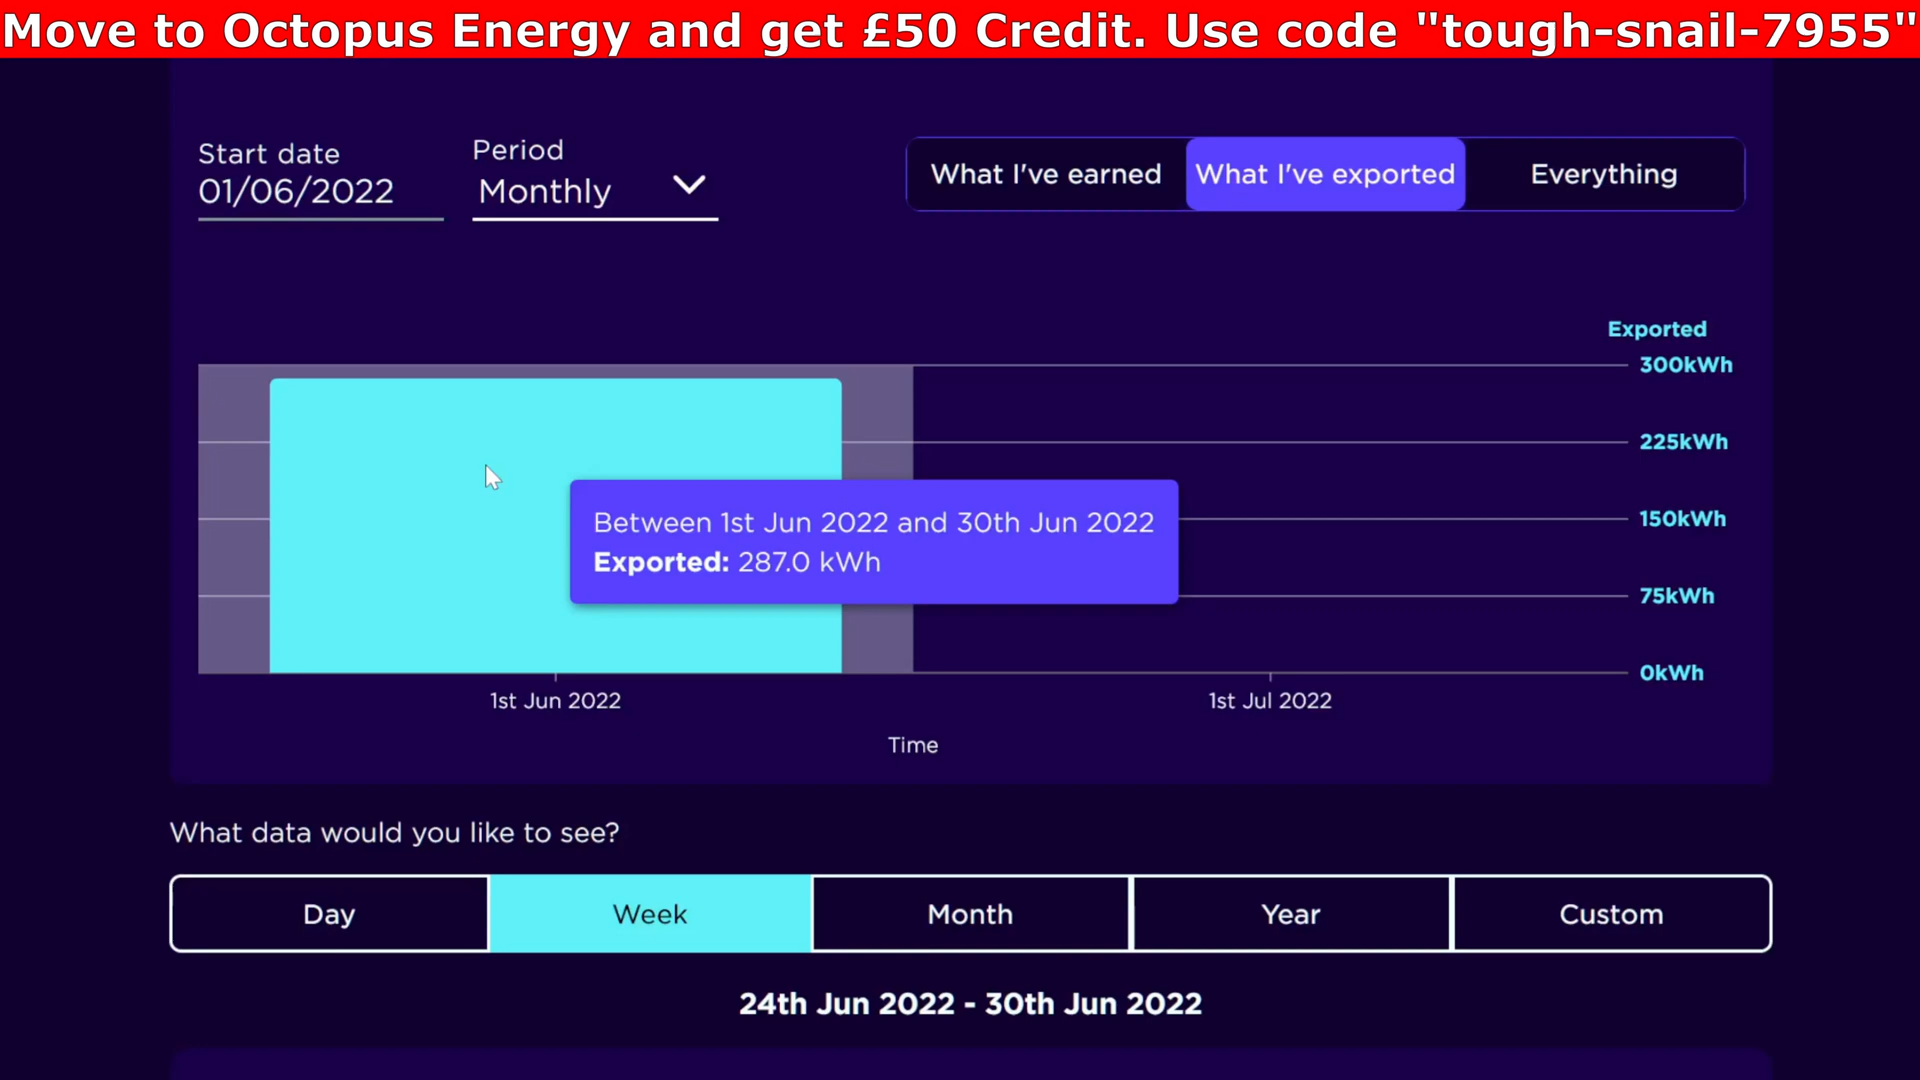 Move to Octopus Energy and get £50 Credit. Use code "tough-snail-7955"
Start date
01/06/2022
Period
Monthly
What I've earned
What I've exported
Everything
Exported
300kWh
225kWh
150kWh
75kWh
0kWh
Between 1st Jun 2022 and 30th Jun 2022
Exported: 287.0 kWh
1st Jun 2022
1st Jul 2022
Time
What data would you like to see?
Day
Week
Month
Year
Custom
24th Jun 2022 - 30th Jun 2022